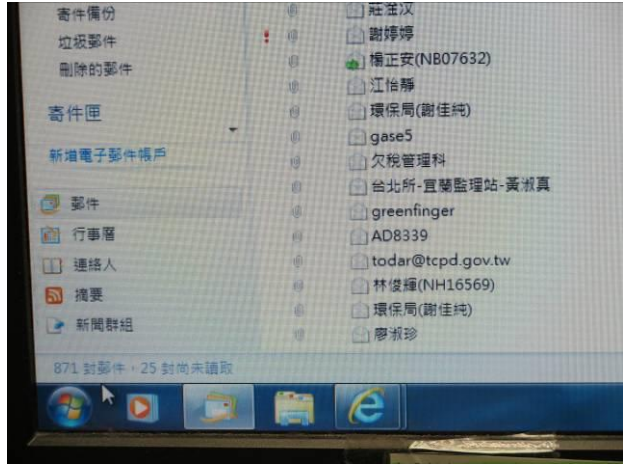 寄件備份
垃圾郵件
刪除的郵件
寄件匣
新增電子郵件帳戶
郵件
行事曆
連絡人
摘要
新聞群組
871 封郵件，25 封尚未讀取
謝婷婷
楊正安(NB07632)
江怡靜
環保局(謝佳純)
gase5
欠稅管理科
台北所-宜蘭監理站-黃淑真
greenfinger
AD8339
todar@tcpd.gov.tw
林俊輝(NH16569)
環保局(謝佳純)
廖淑珍